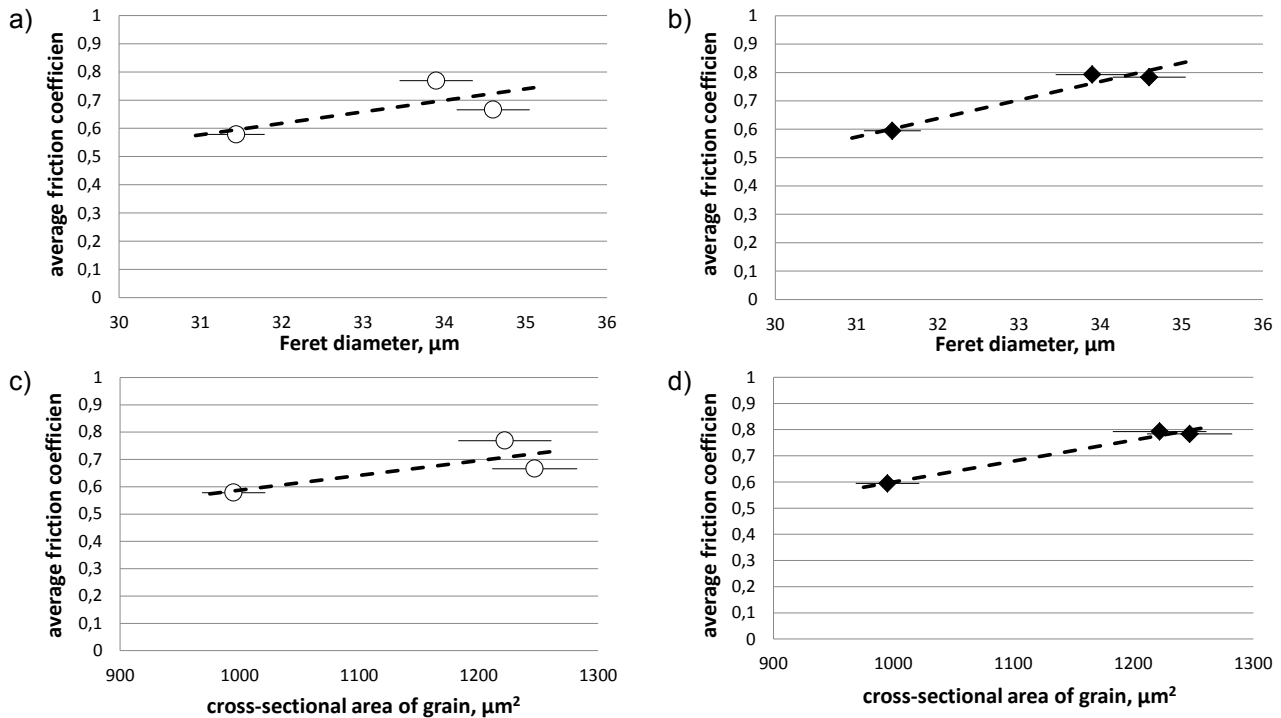 a)
average friction coefficien
1
0,9
0,8
0,7
0,6
0,5
0,4
0,3
0,2
0,1
0
30 31 32 33 34 35 36
Feret diameter, µm
b)
average friction coefficien
1
0,9
0,8
0,7
0,6
0,5
0,4
0,3
0,2
0,1
0
30 31 32 33 34 35 36
Feret diameter, µm
c)
average friction coefficien
1
0,9
0,8
0,7
0,6
0,5
0,4
0,3
0,2
0,1
0
900 1000 1100 1200 1300
cross-sectional area of grain, µm²
d)
average friction coefficien
1
0,9
0,8
0,7
0,6
0,5
0,4
0,3
0,2
0,1
0
900 1000 1100 1200 1300
cross-sectional area of grain, µm²